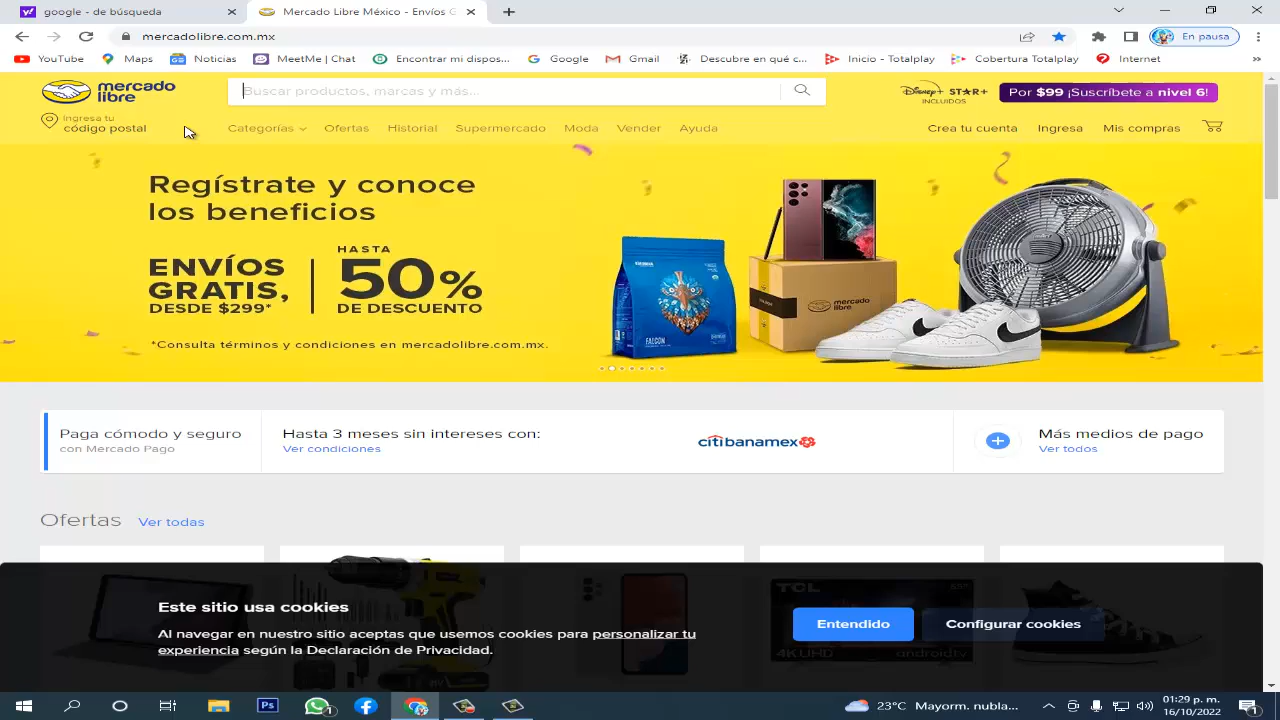 google - de búsqueda
Mercado Libre México - Envíos G
mercadolibre.com.mx
En pausa
YouTube
Maps
Noticias
MeetMe | Chat
Encontrar mi dispos...
Google
Gmail
Descubre en qué c...
Inicio - Totalplay
Cobertura Totalplay
Internet
mercado
libre
Buscar productos, marcas y más...
Disney+ STAR+
INCLUIDOS
Por $99 ¡Suscríbete a nivel 6!
Ingresa tu
código postal
Categorías
Ofertas
Historial
Supermercado
Moda
Vender
Ayuda
Crea tu cuenta
Ingresa
Mis compras
Regístrate y conoce
los beneficios
ENVÍOS
GRATIS,
DESDE $299*
HASTA
50%
DE DESCUENTO
*Consulta términos y condiciones en mercadolibre.com.mx.
FALCON
mercado
libre
Paga cómodo y seguro
con Mercado Pago
Hasta 3 meses sin intereses con:
Ver condiciones
citibanamex
Más medios de pago
Ver todos
Ofertas
Ver todas
TCL
4K UHD
androidtv
Este sitio usa cookies
Al navegar en nuestro sitio aceptas que usemos cookies para personalizar tu
experiencia según la Declaración de Privacidad.
Entendido
Configurar cookies
Ps
1
23°C Mayorm. nubla...
01:29 p. m.
16/10/2022
1